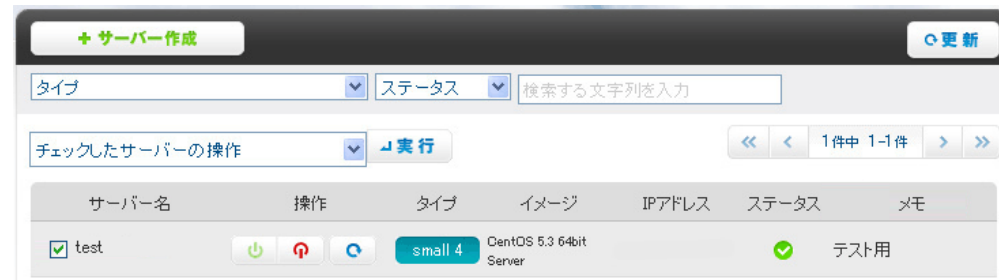 + サーバー作成
更新
タイプ ステータス 検索する文字列を入力
チェックしたサーバーの操作 実行 << < 1件中 1-1件 > >>
サーバー名 操作 タイプ イメージ IPアドレス ステータス メモ
test small 4 CentOS 5.3 64bit Server テスト用